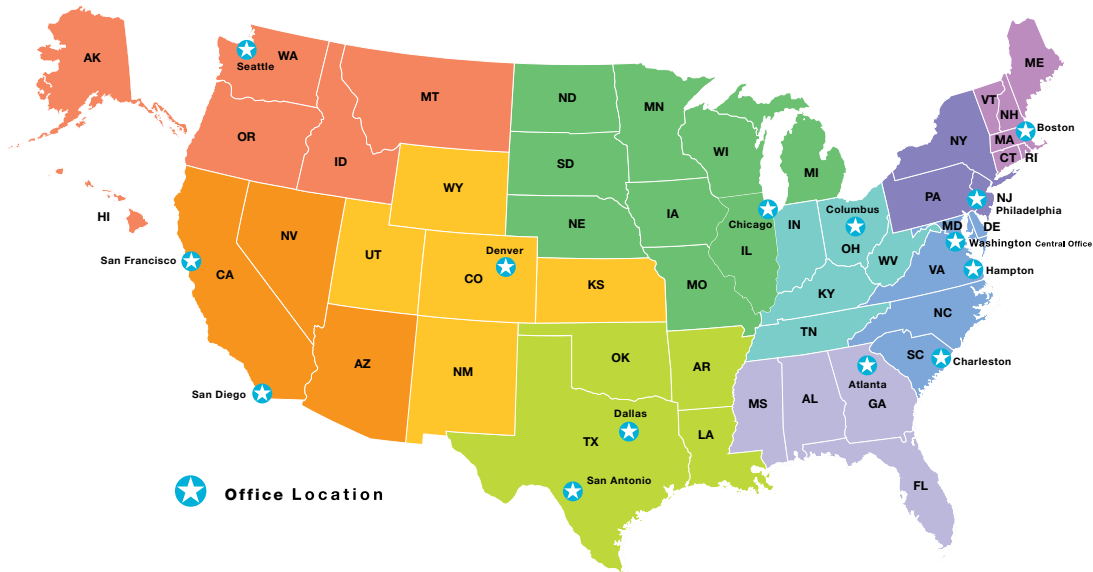 AK
WA
Seattle
MT
OR
ID
HI
ND
MN
SD
WI
MI
WY
NE
IA
ME
VT
NH
Boston
NY
MA
CT
RI
PA
NJ
Philadelphia
NV
UT
Denver
CO
KS
MO
Chicago
IL
IN
Columbus
OH
WV
MD
DE
Washington Central Office
VA
Hampton
San Francisco
CA
KY
NC
TN
AZ
NM
OK
AR
SC
Charleston
Atlanta
GA
San Diego
MS
AL
Dallas
TX
LA
San Antonio
FL
Office Location